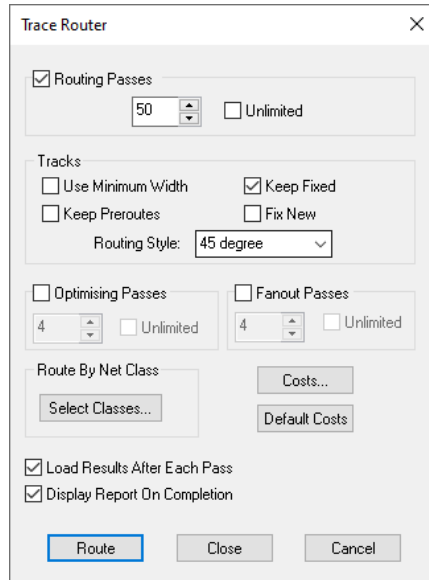 Trace Router
Routing Passes
50 Unlimited
Tracks
Use Minimum Width Keep Fixed
Keep Preroutes Fix New
Routing Style: 45 degree
Optimising Passes Fanout Passes
4 Unlimited 4 Unlimited
Route By Net Class
Costs...
Select Classes...
Default Costs
Load Results After Each Pass
Display Report On Completion
Route Close Cancel